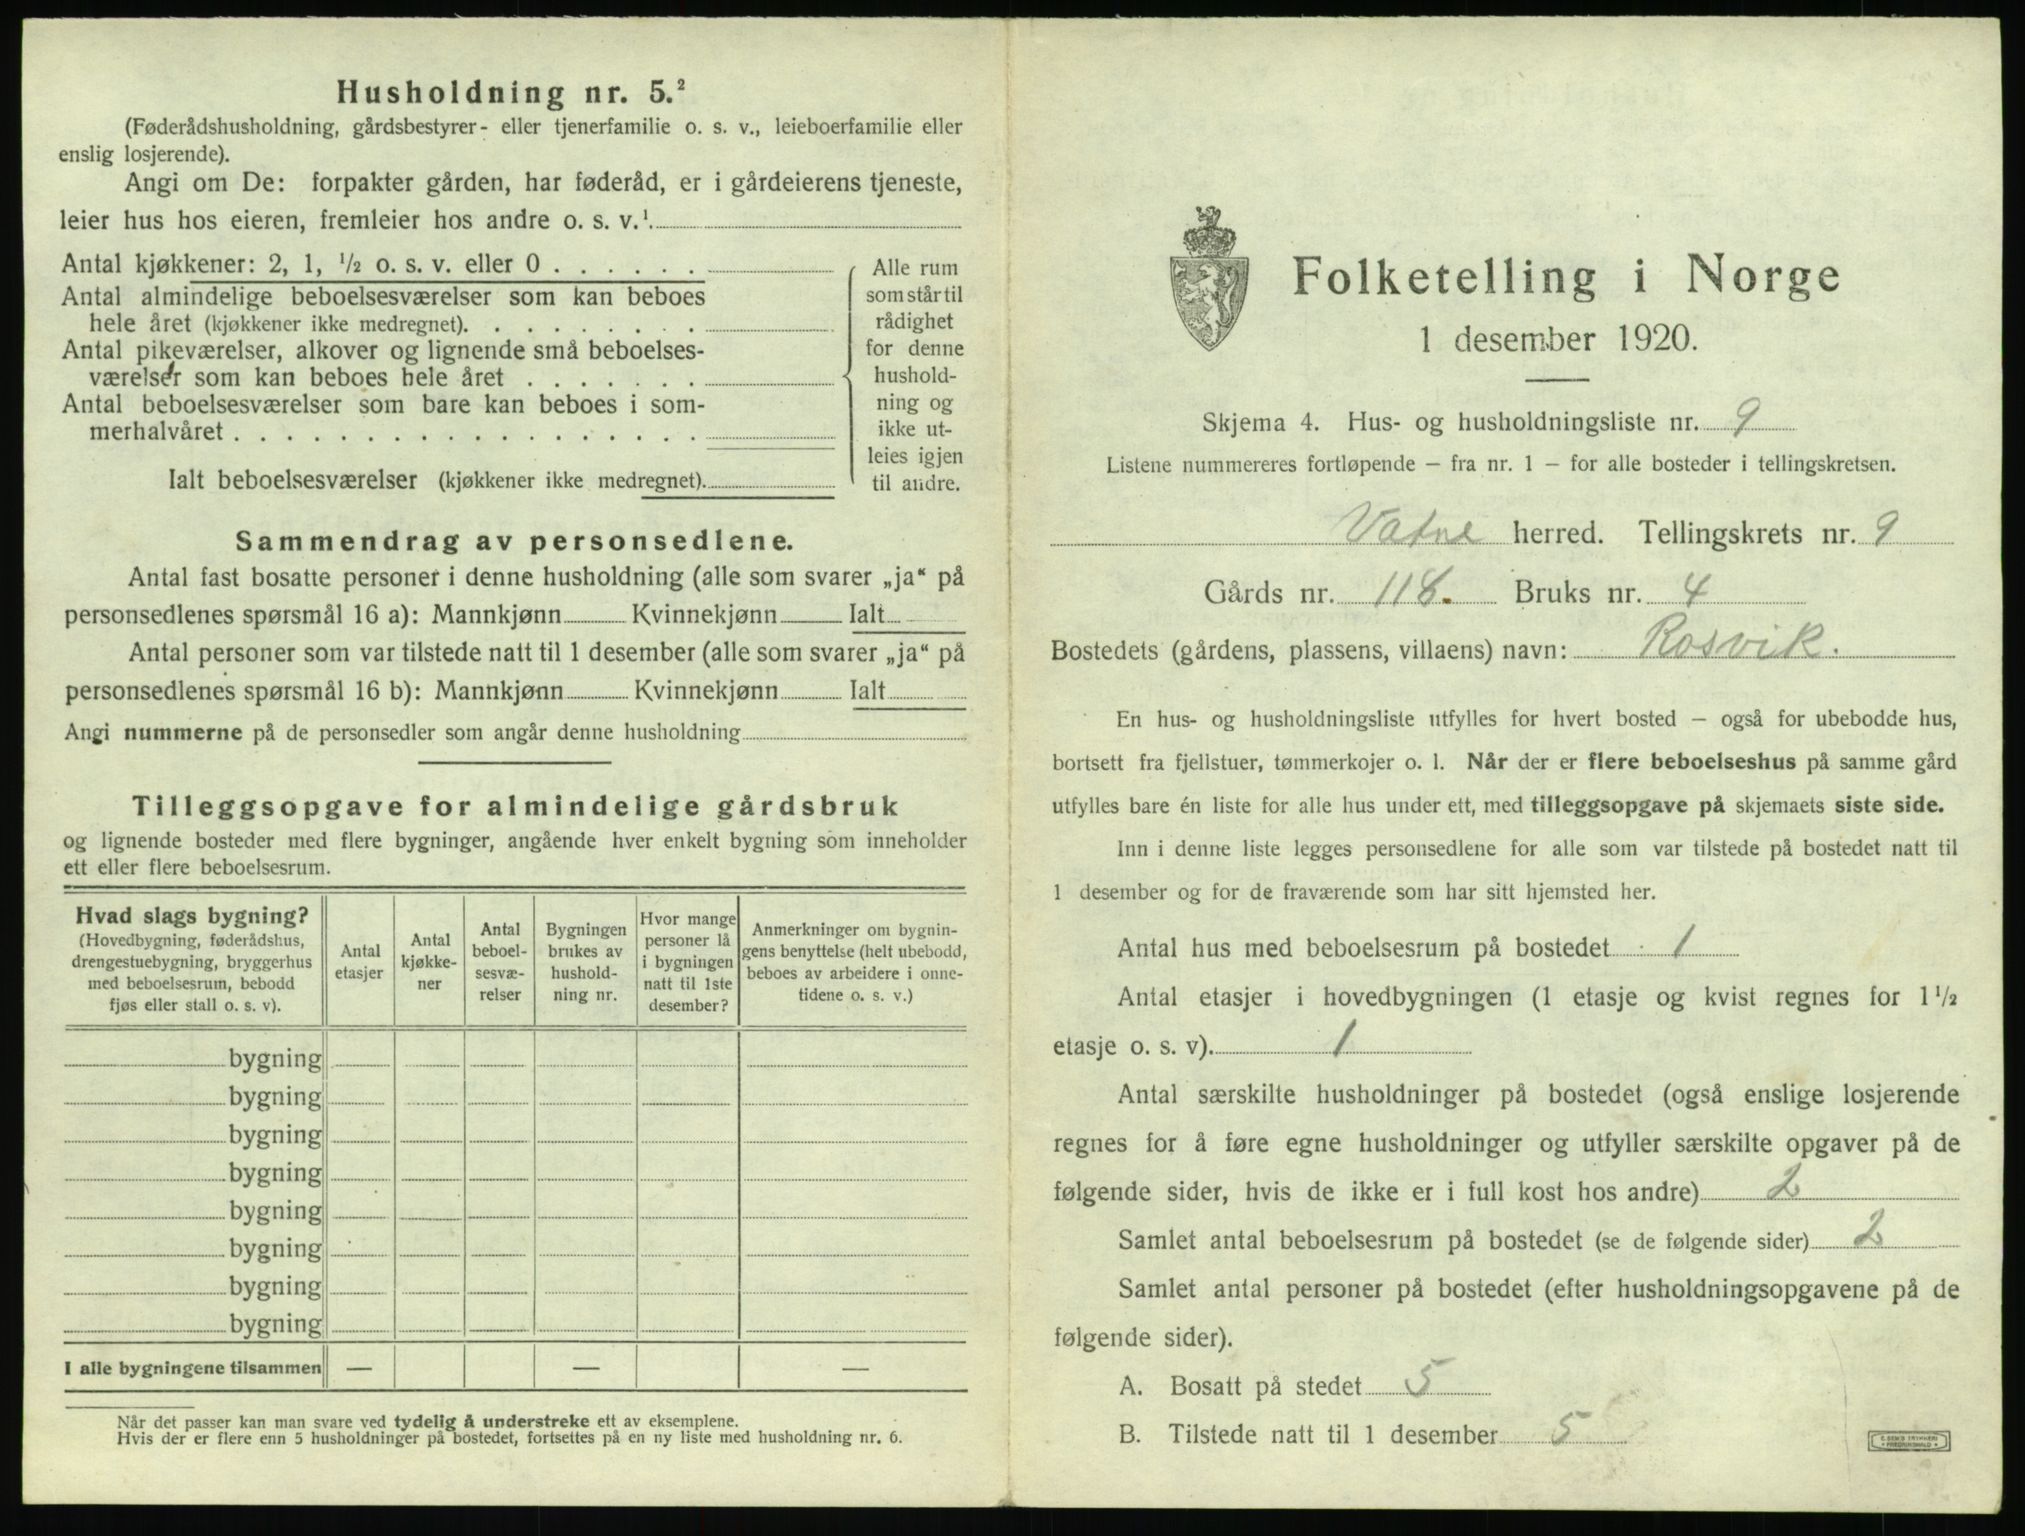 Husholdning nr. 5.²
(Føderådshusholdning, gårdsbestyrer- eller tjenerfamilie o. s. v., leieboerfamilie eller
enslig losjerende).
Angi om De: forpakter gården, har føderåd, er i gårdeierens tjeneste,
leier hus hos eieren, fremleier hos andre o. s. v.¹
Antal kjøkkener: 2, 1, ½ o. s. v. eller 0 . . . . . .
Antal almindelige beboelsesværelser som kan beboes
hele året (kjøkkener ikke medregnet). . . . . . . . .
Antal pikeværelser, alkover og lignende små beboelses-
værelser som kan beboes hele året . . . . . . .
Antal beboelsesværelser som bare kan beboes i som-
merhalvåret . . . . . . . . . . . . . . . . . .
Ialt beboelsesværelser (kjøkkener ikke medregnet).
Alle rum
som står til
rådighet
for denne
hushold-
ning og
ikke ut-
leies igjen
til andre.
Sammendrag av personsedlene.
Antal fast bosatte personer i denne husholdning (alle som svarer „ja“ på
personsedlenes spørsmål 16 a): Mannkjønn Kvinnekjønn Ialt
Antal personer som var tilstede natt til 1 desember (alle som svarer „ja“ på
personsedlenes spørsmål 16 b): Mannkjønn Kvinnekjønn Ialt
Angi nummerne på de personsedler som angår denne husholdning
Tilleggsopgave for almindelige gårdsbruk
og lignende bosteder med flere bygninger, angående hver enkelt bygning som inneholder
ett eller flere beboelsesrum.
Hvad slags bygning?
(Hovedbygning, føderådshus,
drengestuebygning, bryggerhus
med beboelsesrum, bebodd
fjøs eller stall o. s. v).
Antal
etasjer
Antal
kjøkke-
ner
Antal
beboel-
sesvæ-
relser
Bygningen
brukes av
hushold-
ning nr.
Hvor mange
personer lå
i bygningen
natt til 1ste
desember?
Anmerkninger om bygnin-
gens benyttelse (helt ubebodd,
beboes av arbeidere i onne-
tidene o. s. v.)
bygning
bygning
bygning
bygning
bygning
bygning
bygning
bygning
I alle bygningene tilsammen — — —
Når det passer kan man svare ved tydelig å understreke ett av eksemplene.
Hvis der er flere enn 5 husholdninger på bostedet, fortsettes på en ny liste med husholdning nr. 6.
Folketelling i Norge
1 desember 1920.
Skjema 4. Hus- og husholdningsliste nr. 9
Listene nummereres fortløpende – fra nr. 1 – for alle bosteder i tellingskretsen.
Vatne herred. Tellingskrets nr. 9
Gårds nr. 118. Bruks nr. 4
Bostedets (gårdens, plassens, villaens) navn: Rosvik.
En hus- og husholdningsliste utfylles for hvert bosted – også for ubebodde hus,
bortsett fra fjellstuer, tømmerkojer o. l. Når der er flere beboelseshus på samme gård
utfylles bare én liste for alle hus under ett, med tilleggsopgave på skjemaets siste side.
Inn i denne liste legges personsedlene for alle som var tilstede på bostedet natt til
1 desember og for de fraværende som har sitt hjemsted her.
Antal hus med beboelsesrum på bostedet 1
Antal etasjer i hovedbygningen (1 etasje og kvist regnes for 1½
etasje o. s. v). 1
Antal særskilte husholdninger på bostedet (også enslige losjerende
regnes for å føre egne husholdninger og utfyller særskilte opgaver på de
følgende sider, hvis de ikke er i full kost hos andre) 2
Samlet antal beboelsesrum på bostedet (se de følgende sider) 2
Samlet antal personer på bostedet (efter husholdningsopgavene på de
følgende sider).
A. Bosatt på stedet 5
B. Tilstede natt til 1 desember 5
FREDRIKSHALD